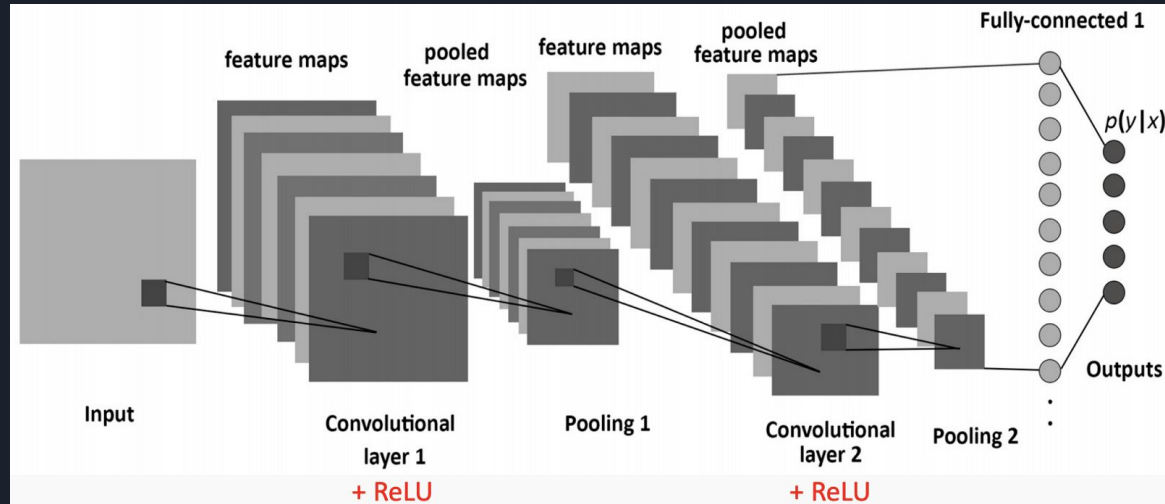 Fully-connected 1
feature maps
pooled
feature maps
feature maps
pooled
feature maps
p(y|x)
Outputs
Input
Convolutional
layer 1
Pooling 1
Convolutional
layer 2
Pooling 2
+ ReLU
+ ReLU